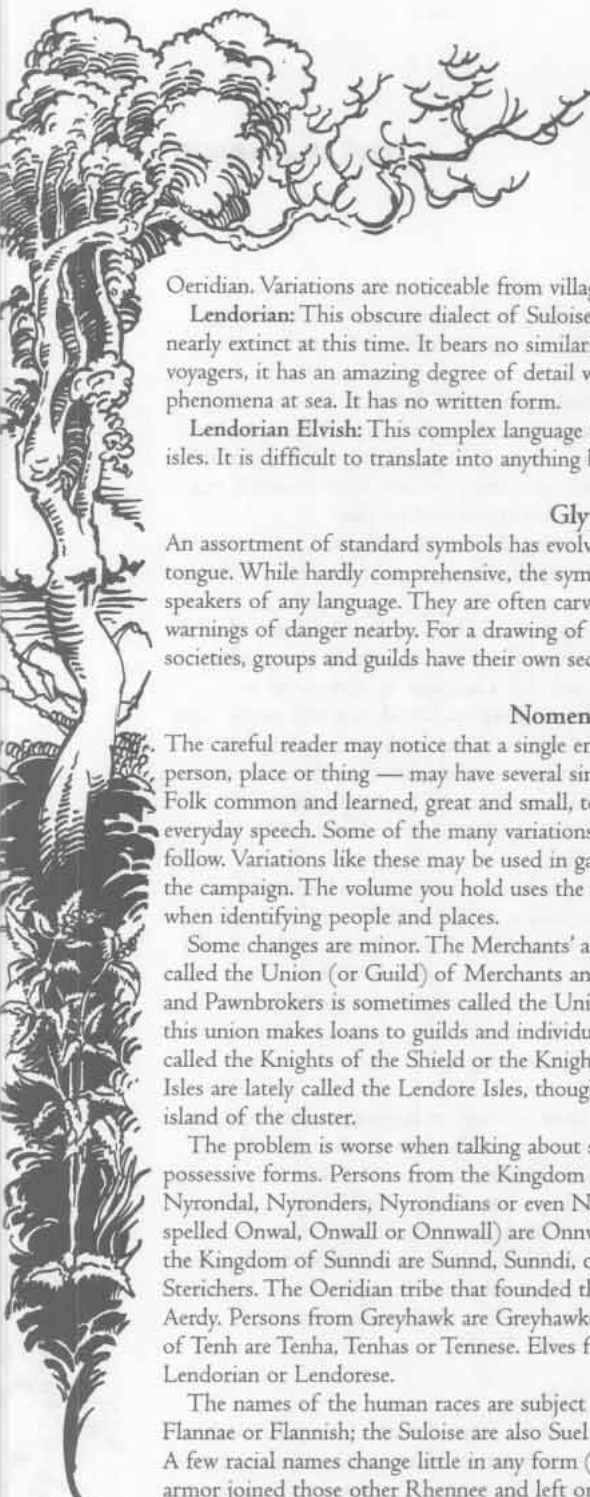 Oeridian. Variations are noticeable from villag
Lendorian: This obscure dialect of Suloise
nearly extinct at this time. It bears no similar
voyagers, it has an amazing degree of detail w
phenomena at sea. It has no written form.
Lendorian Elvish: This complex language
isles. It is difficult to translate into anything
Gly
An assortment of standard symbols has evolv
tongue. While hardly comprehensive, the sym
speakers of any language. They are often carv
warnings of danger nearby. For a drawing of
societies, groups and guilds have their own sec
Nomen
The careful reader may notice that a single en
person, place or thing — may have several sin
Folk common and learned, great and small, to
everyday speech. Some of the many variations
follow. Variations like these may be used in ga
the campaign. The volume you hold uses the
when identifying people and places.
Some changes are minor. The Merchants' a
called the Union (or Guild) of Merchants an
and Pawnbrokers is sometimes called the Uni
this union makes loans to guilds and individu
called the Knights of the Shield or the Knigh
Isles are lately called the Lendore Isles, thoug
island of the cluster.
The problem is worse when talking about s
possessive forms. Persons from the Kingdom
Nyrondal, Nyronders, Nyrondians or even N
spelled Onwal, Onwall or Onnwall) are Onnw
the Kingdom of Sunndi are Sunnd, Sunndi, o
Sterichers. The Oeridian tribe that founded th
Aerdy. Persons from Greyhawk are Greyhawk
of Tenh are Tenha, Tenhas or Tennese. Elves f
Lendorian or Lendorese.
The names of the human races are subject
Flannae or Flannish; the Suloise are also Suel
A few racial names change little in any form (
armor joined those other Rhennee and left on